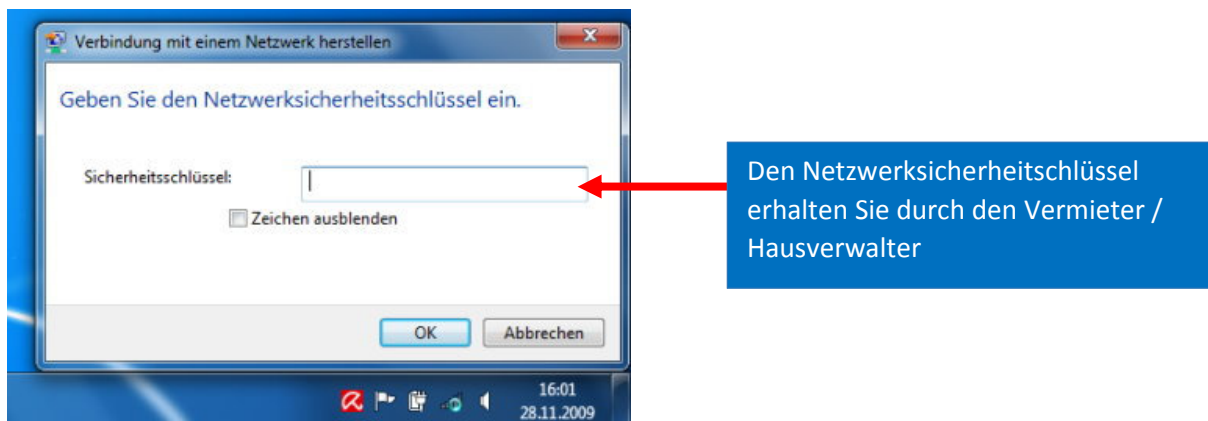 Verbindung mit einem Netzwerk herstellen
Geben Sie den Netzwerksicherheitsschlüssel ein.
Sicherheitsschlüssel:
Zeichen ausblenden
OK
Abbrechen
16:01
28.11.2009
Den Netzwerksicherheitschlüssel
erhalten Sie durch den Vermieter /
Hausverwalter